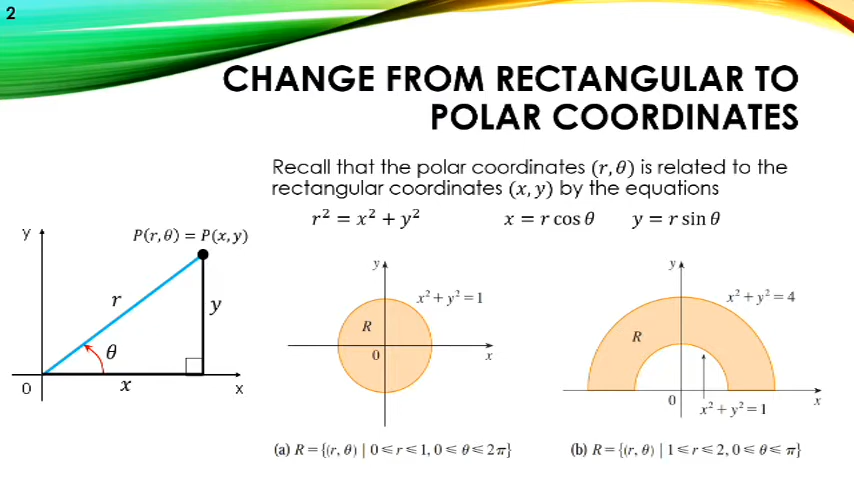 2
CHANGE FROM RECTANGULAR TO
POLAR COORDINATES
Recall that the polar coordinates (r, θ) is related to the
rectangular coordinates (x, y) by the equations
r² = x² + y²    x = r cos θ    y = r sin θ
y
P(r, θ) = P(x, y)
r
y
θ
0
x
x
y
x² + y² = 1
R
0
x
(a) R = {(r, θ) | 0 ≤ r ≤ 1, 0 ≤ θ ≤ 2π}
y
x² + y² = 4
R
0
x² + y² = 1
x
(b) R = {(r, θ) | 1 ≤ r ≤ 2, 0 ≤ θ ≤ π}